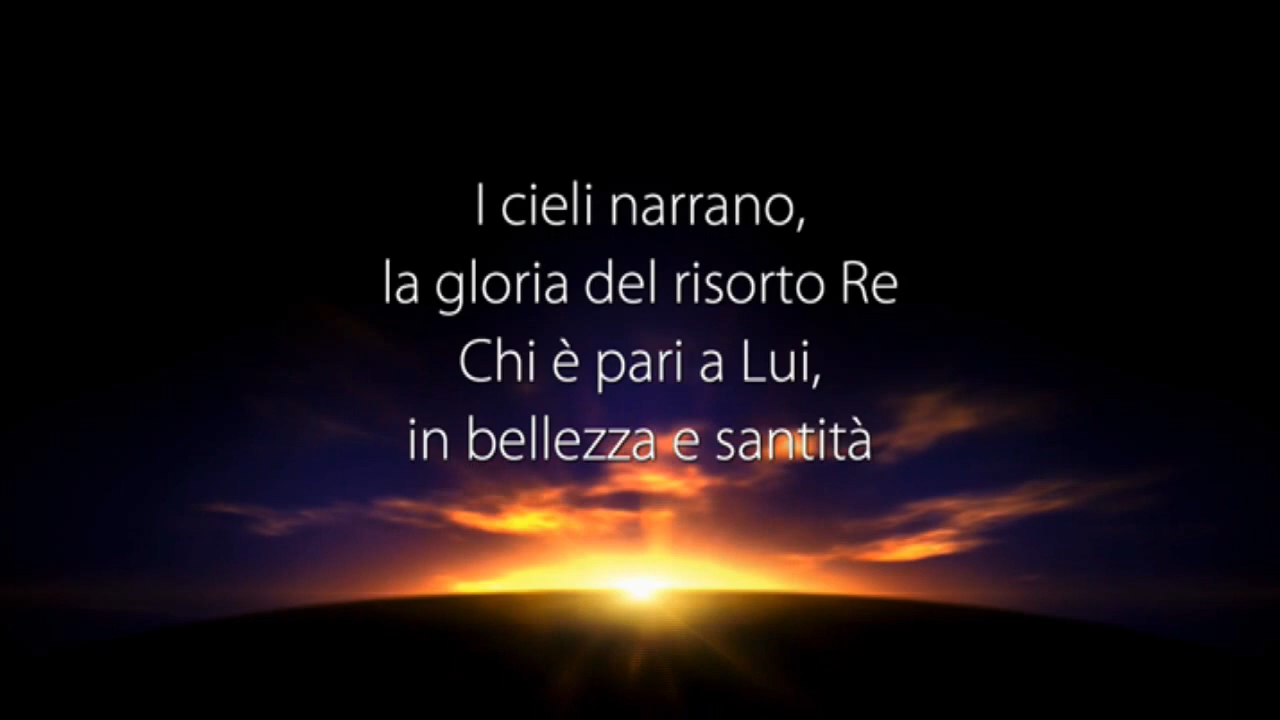 I cieli narrano,
la gloria del risorto Re
Chi è pari a Lui,
in bellezza e santità